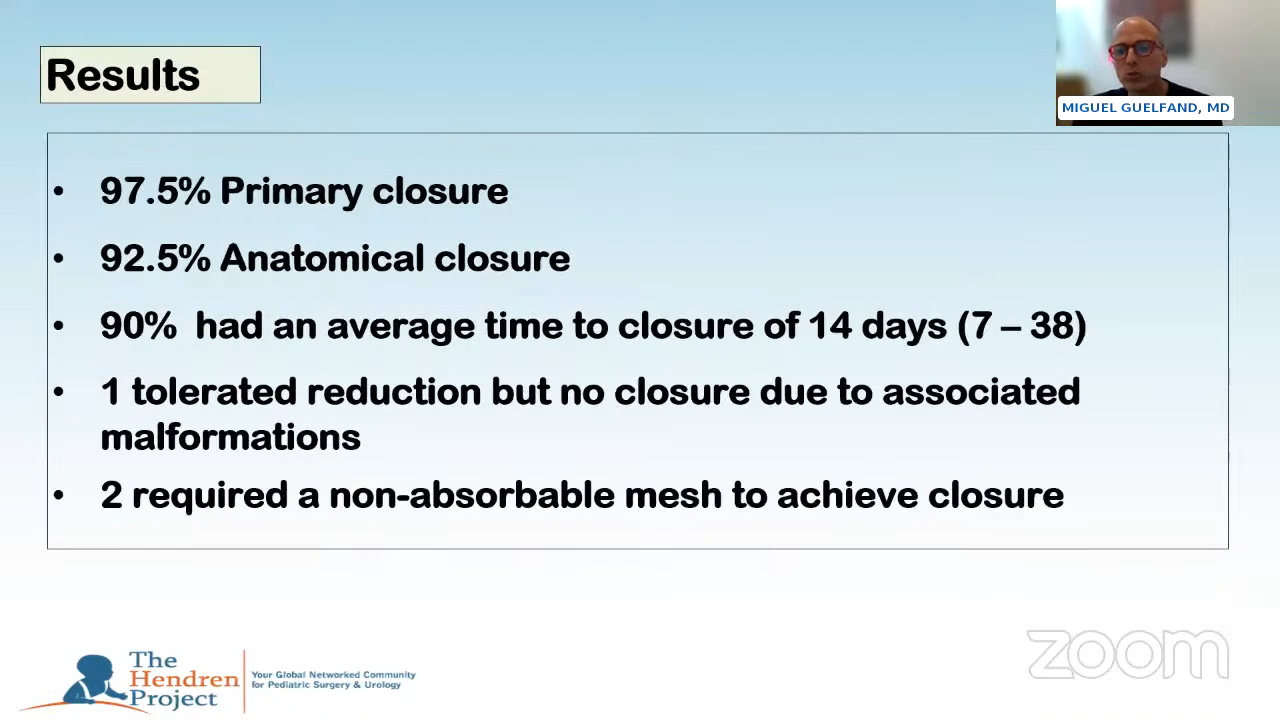 Results
MIGUEL GUELFAND, MD
• 97.5% Primary closure
• 92.5% Anatomical closure
• 90% had an average time to closure of 14 days (7 – 38)
• 1 tolerated reduction but no closure due to associated
malformations
• 2 required a non-absorbable mesh to achieve closure
The
Hendren
Project
Your Global Networked Community
for Pediatric Surgery & Urology
zoom